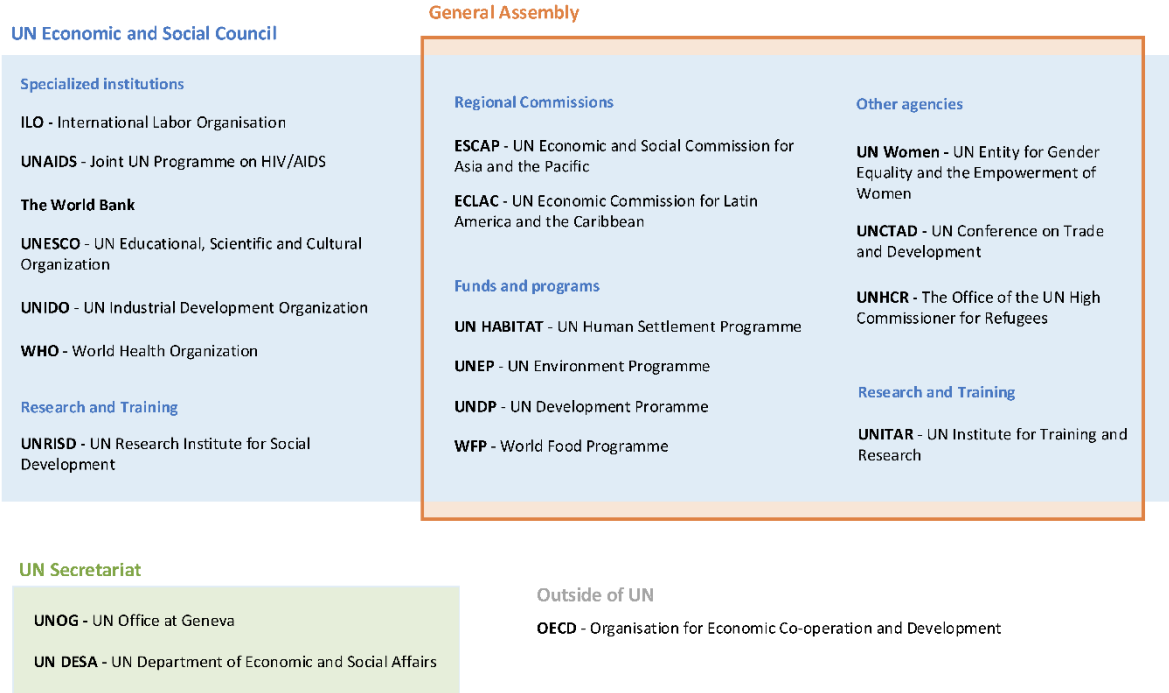 General Assembly
UN Economic and Social Council
Specialized institutions
ILO - International Labor Organisation
UNAIDS - Joint UN Programme on HIV/AIDS
The World Bank
UNESCO - UN Educational, Scientific and Cultural
Organization
UNIDO - UN Industrial Development Organization
WHO - World Health Organization
Research and Training
UNRISD - UN Research Institute for Social
Development
Regional Commissions
ESCAP - UN Economic and Social Commission for
Asia and the Pacific
ECLAC - UN Economic Commission for Latin
America and the Caribbean
Funds and programs
UN HABITAT - UN Human Settlement Programme
UNEP - UN Environment Programme
UNDP - UN Development Proramme
WFP - World Food Programme
Other agencies
UN Women - UN Entity for Gender
Equality and the Empowerment of
Women
UNCTAD - UN Conference on Trade
and Development
UNHCR - The Office of the UN High
Commissioner for Refugees
Research and Training
UNITAR - UN Institute for Training and
Research
UN Secretariat
UNOG - UN Office at Geneva
UN DESA - UN Department of Economic and Social Affairs
Outside of UN
OECD - Organisation for Economic Co-operation and Development